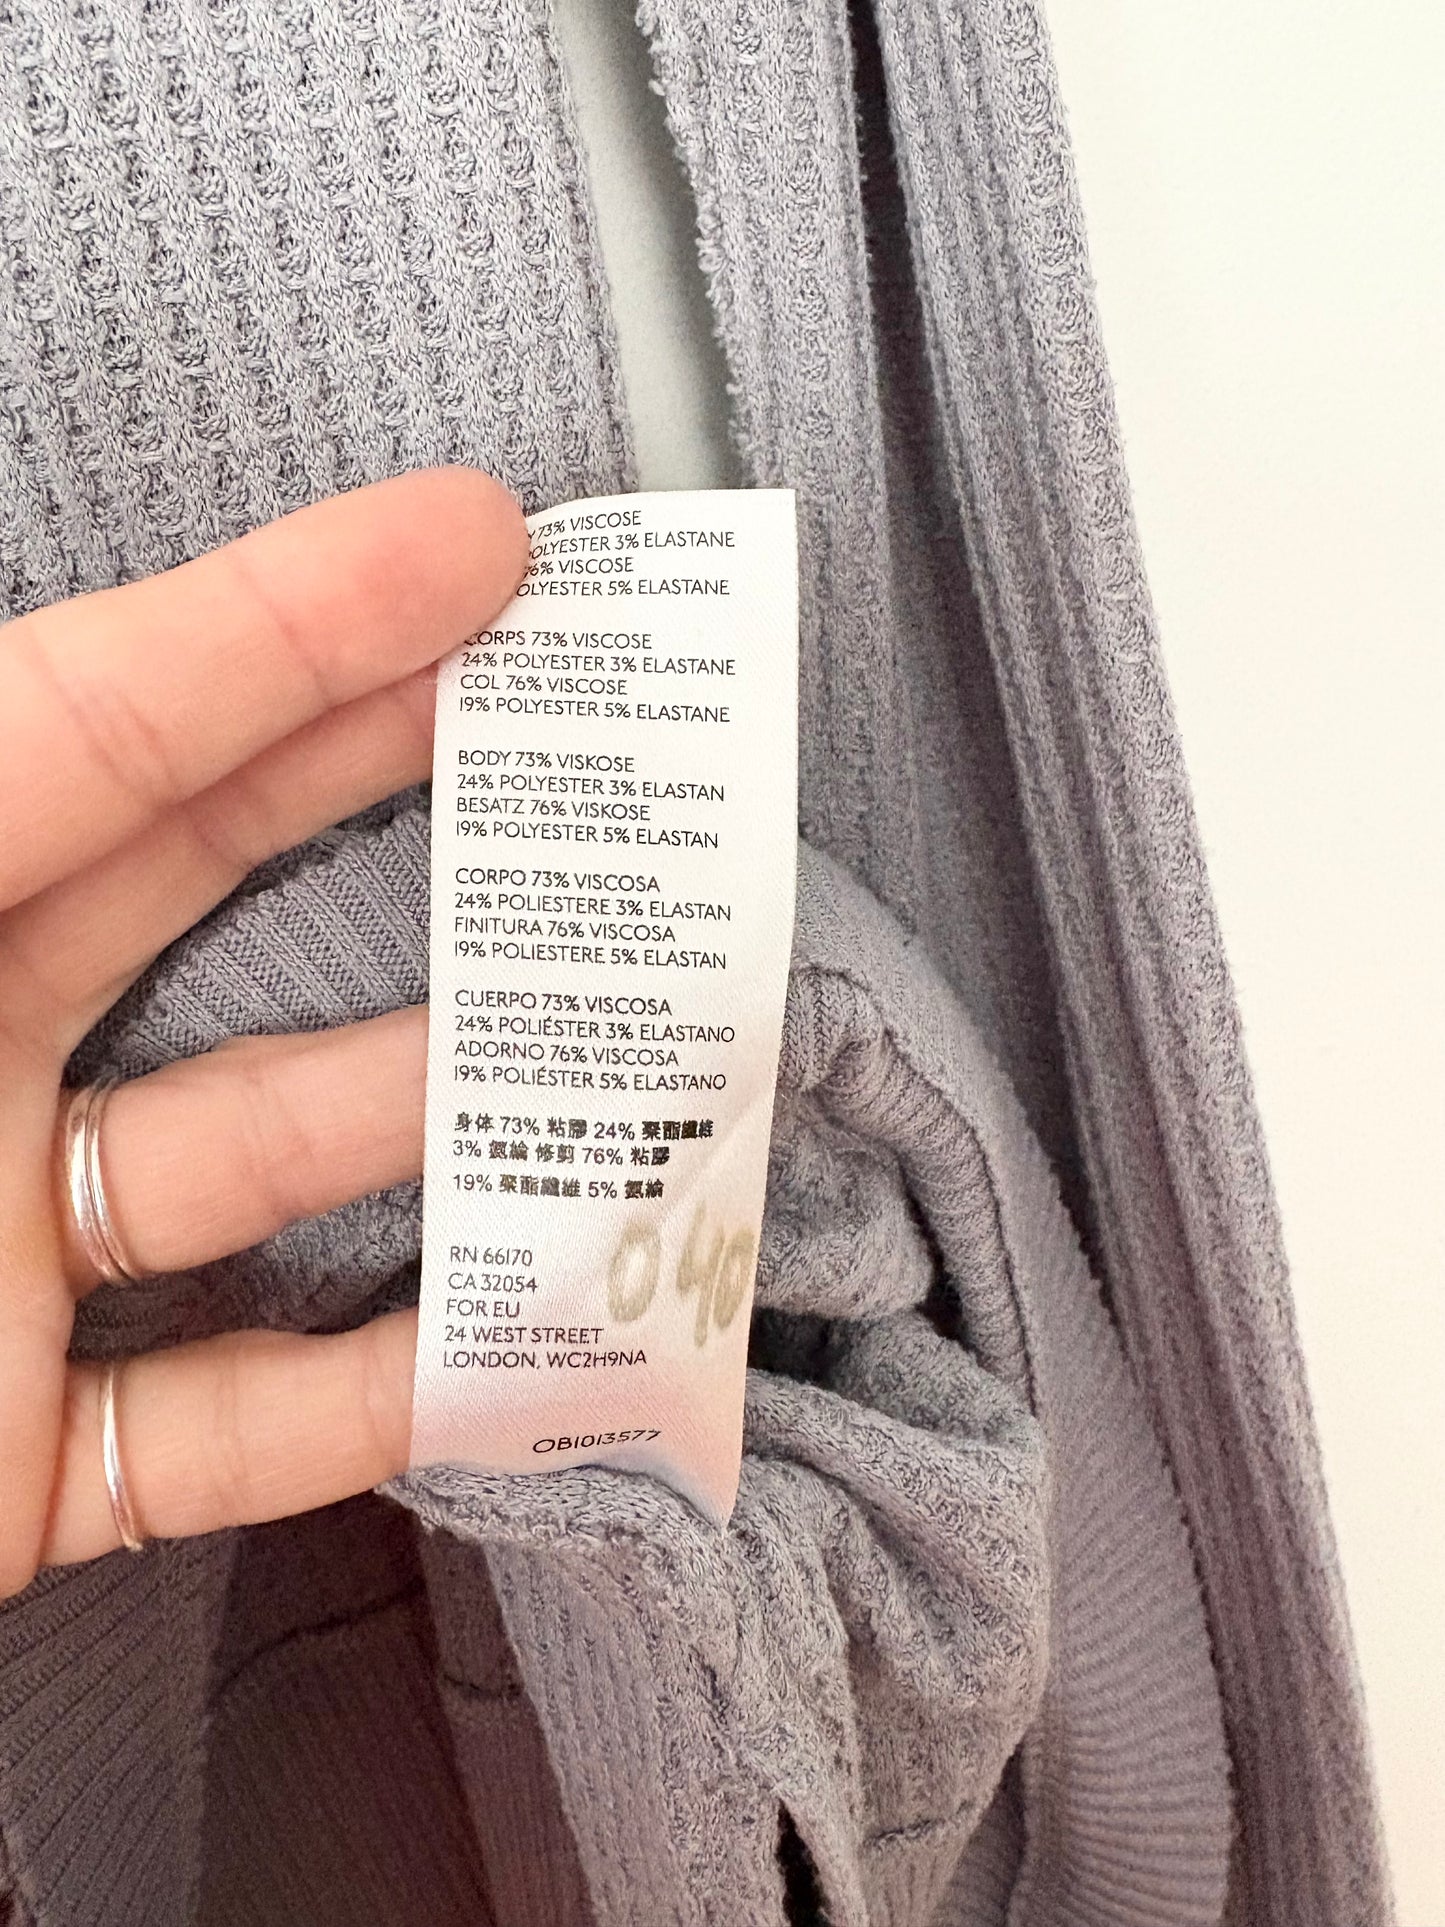 73% VISCOSE
OLYESTER 3% ELASTANE
76% VISCOSE
OLYESTER 5% ELASTANE
CORPS 73% VISCOSE
24% POLYESTER 3% ELASTANE
COL 76% VISCOSE
19% POLYESTER 5% ELASTANE
BODY 73% VISKOSE
24% POLYESTER 3% ELASTAN
BESATZ 76% VISKOSE
19% POLYESTER 5% ELASTAN
CORPO 73% VISCOSA
24% POLIESTERE 3% ELASTAN
FINITURA 76% VISCOSA
19% POLIESTERE 5% ELASTAN
CUERPO 73% VISCOSA
24% POLIÉSTER 3% ELASTANO
ADORNO 76% VISCOSA
19% POLIÉSTER 5% ELASTANO
身体 73% 粘膠 24% 聚酯纖維
3% 氨綸 修剪 76% 粘膠
19% 聚酯纖維 5% 氨綸
040
RN 66170
CA 32054
FOR EU
24 WEST STREET
LONDON, WC2H9NA
OB1013577